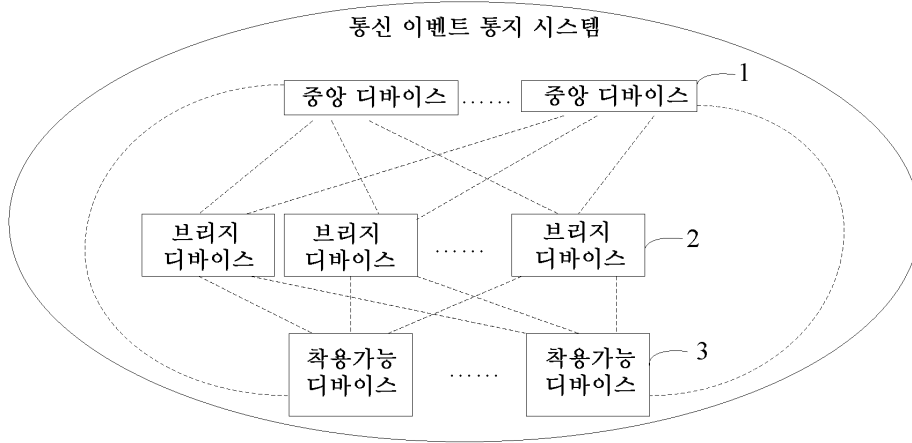 통신 이벤트 통지 시스템
중앙 디바이스 ...... 중앙 디바이스 1
브리지 브리지 브리지
디바이스 디바이스 ...... 디바이스 2
착용가능 착용가능 3
디바이스 ...... 디바이스